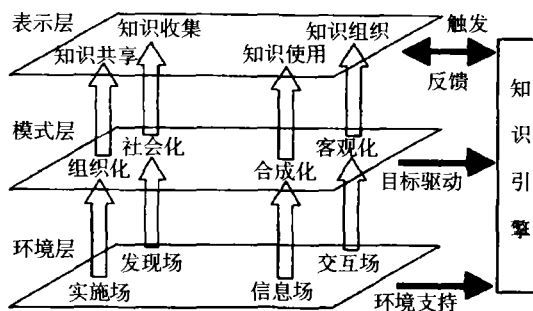 表示层
知识收集
知识组织
触发
知识共享
知识使用
反馈
模式层
社会化
客观化
组织化
合成化
目标驱动
环境层
发现场
交互场
实施场
信息场
环境支持
知识引擎